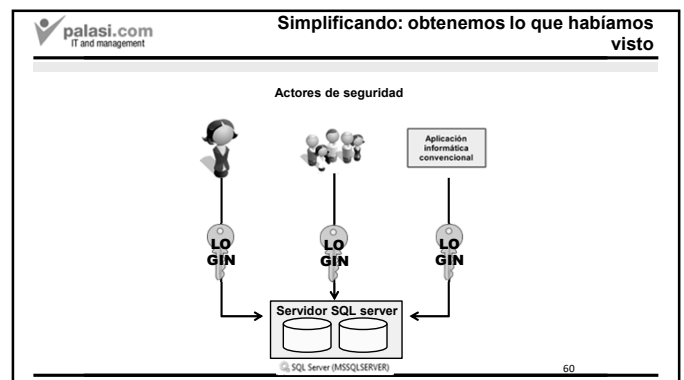 palasi.com
IT and management
Simplificando: obtenemos lo que habíamos
visto
Actores de seguridad
Aplicación
informática
convencional
LO
GIN
LO
GIN
LO
GIN
Servidor SQL server
SQL Server (MSSQLSERVER)
60